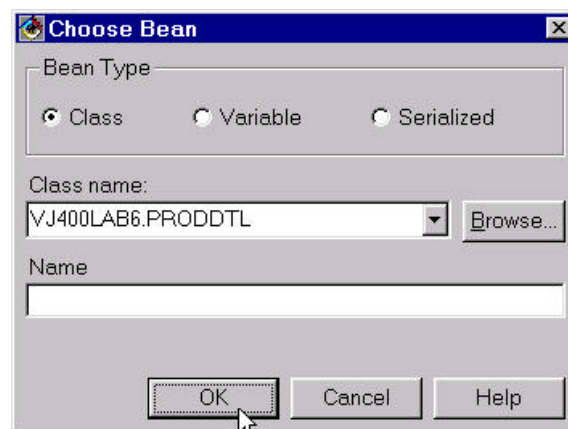 Choose Bean
Bean Type
Class Variable Serialized
Class name:
VJ400LAB6.PRODDTL Browse...
Name
OK Cancel Help